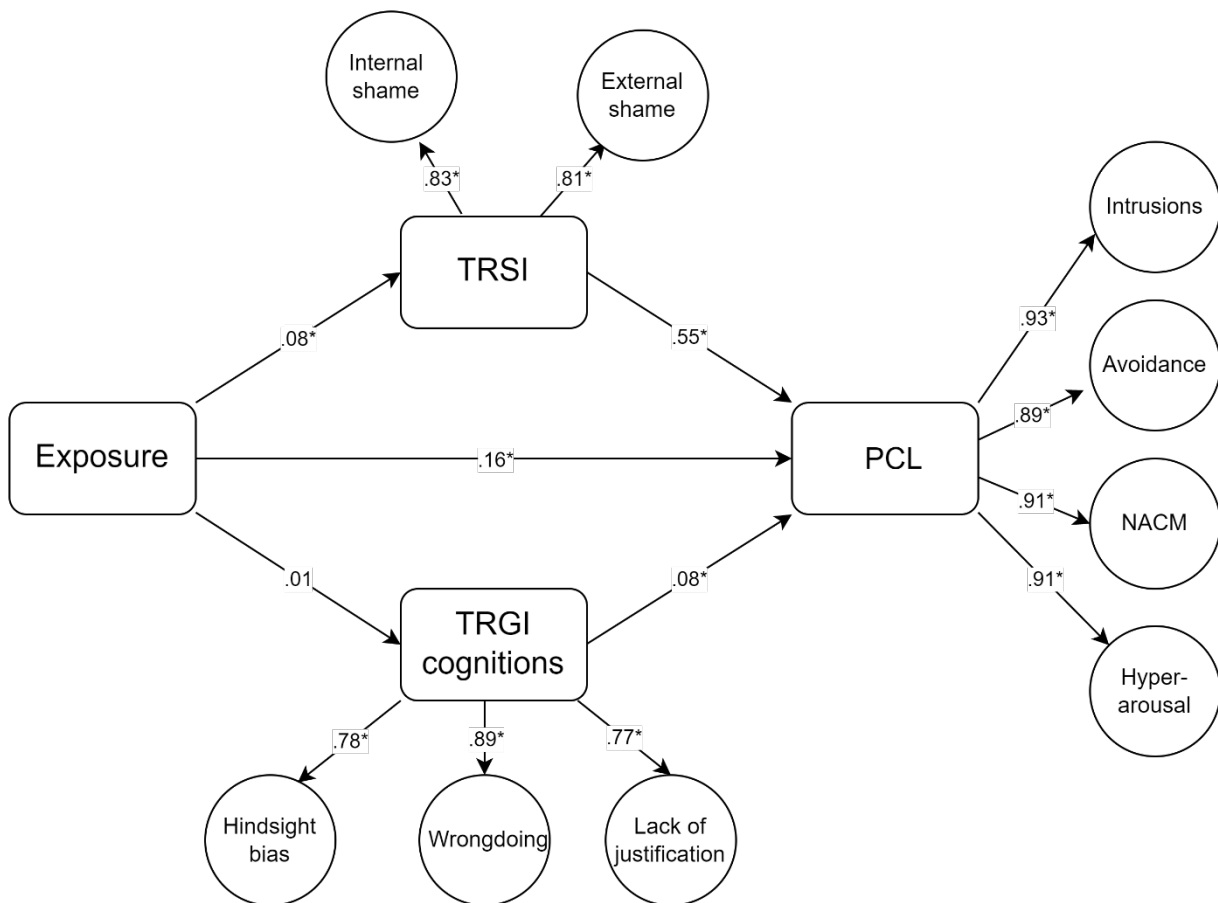 Internal
shame
External
shame
.83*
.81*
Intrusions
TRSI
.93*
.08*
.55*
Avoidance
.89*
Exposure
.16*
PCL
.91*
NACM
.01
.08*
.91*
TRGI
cognitions
Hyper-
arousal
.78*
.89*
.77*
Hindsight
bias
Wrongdoing
Lack of
justification